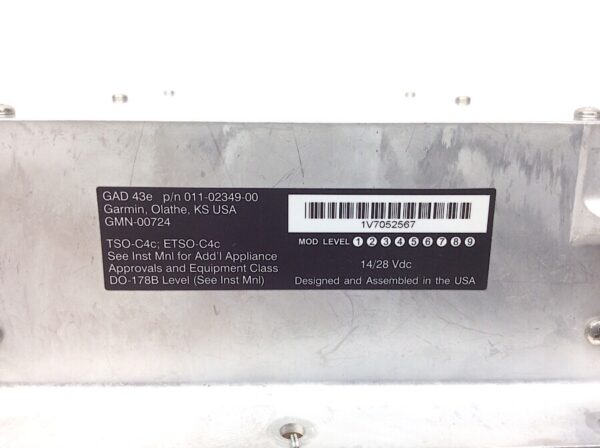 GAD 43e p/n 011-02349-00
Garmin, Olathe, KS USA
GMN-00724
TSO-C4c; ETSO-C4c
See Inst Mnl for Add'l Appliance
Approvals and Equipment Class
DO-178B Level (See Inst Mnl)
1V7052567
MOD LEVEL 1 2 3 4 5 6 7 8 9
14/28 Vdc
Designed and Assembled in the USA